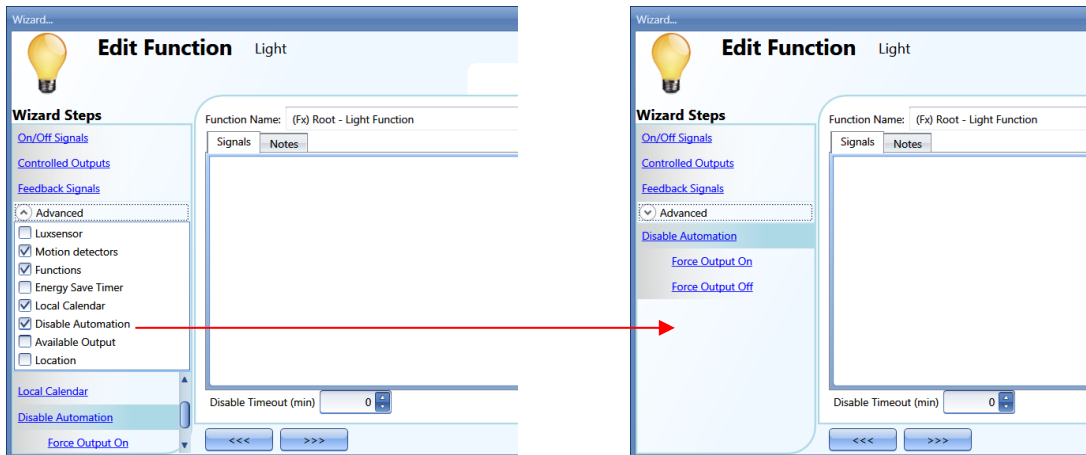 Wizard...
Edit Function Light
Wizard Steps
On/Off Signals
Controlled Outputs
Feedback Signals
Advanced
Luxsensor
Motion detectors
Functions
Energy Save Timer
Local Calendar
Disable Automation
Available Output
Location
Local Calendar
Disable Automation
Force Output On
Function Name: (Fx) Root - Light Function
Signals Notes
Disable Timeout (min) 0
<<< >>>
Wizard...
Edit Function Light
Wizard Steps
On/Off Signals
Controlled Outputs
Feedback Signals
Advanced
Disable Automation
Force Output On
Force Output Off
Function Name: (Fx) Root - Light Function
Signals Notes
Disable Timeout (min) 0
<<< >>>